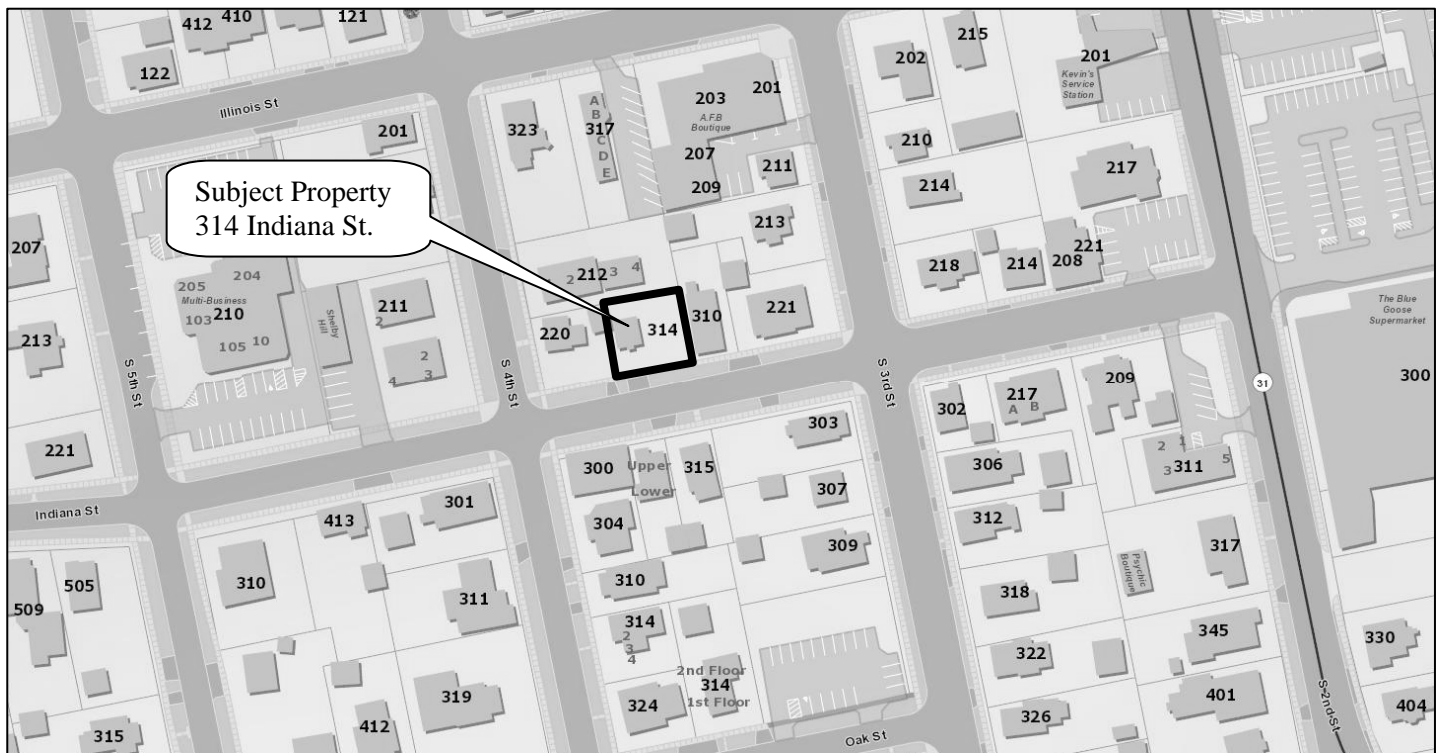 412
410
121
122
Illinois St
323
A
B
317
C
D
E
203
201
A.F.B
Boutique
207
209
211
213
202
215
201
Kevin's
Service
Station
210
214
217
218
214
208
221
201
Subject Property
314 Indiana St.
207
205
204
Multi-Business
210
103
105
10
Shelby
Hill
211
2
2
3
4
212
2
3
4
220
314
310
221
S 5th St
S 4th St
S 3rd St
31
The Blue
Goose
Supermarket
300
213
221
Indiana St
300
Upper
Lower
315
303
304
307
309
310
314
2
3
4
2nd Floor
314
1st Floor
324
302
217
A
B
209
306
2
1
3
311
5
312
317
Psychic
Boutique
318
322
345
326
401
330
404
505
509
315
413
301
310
311
319
412
Oak St
S 2nd St